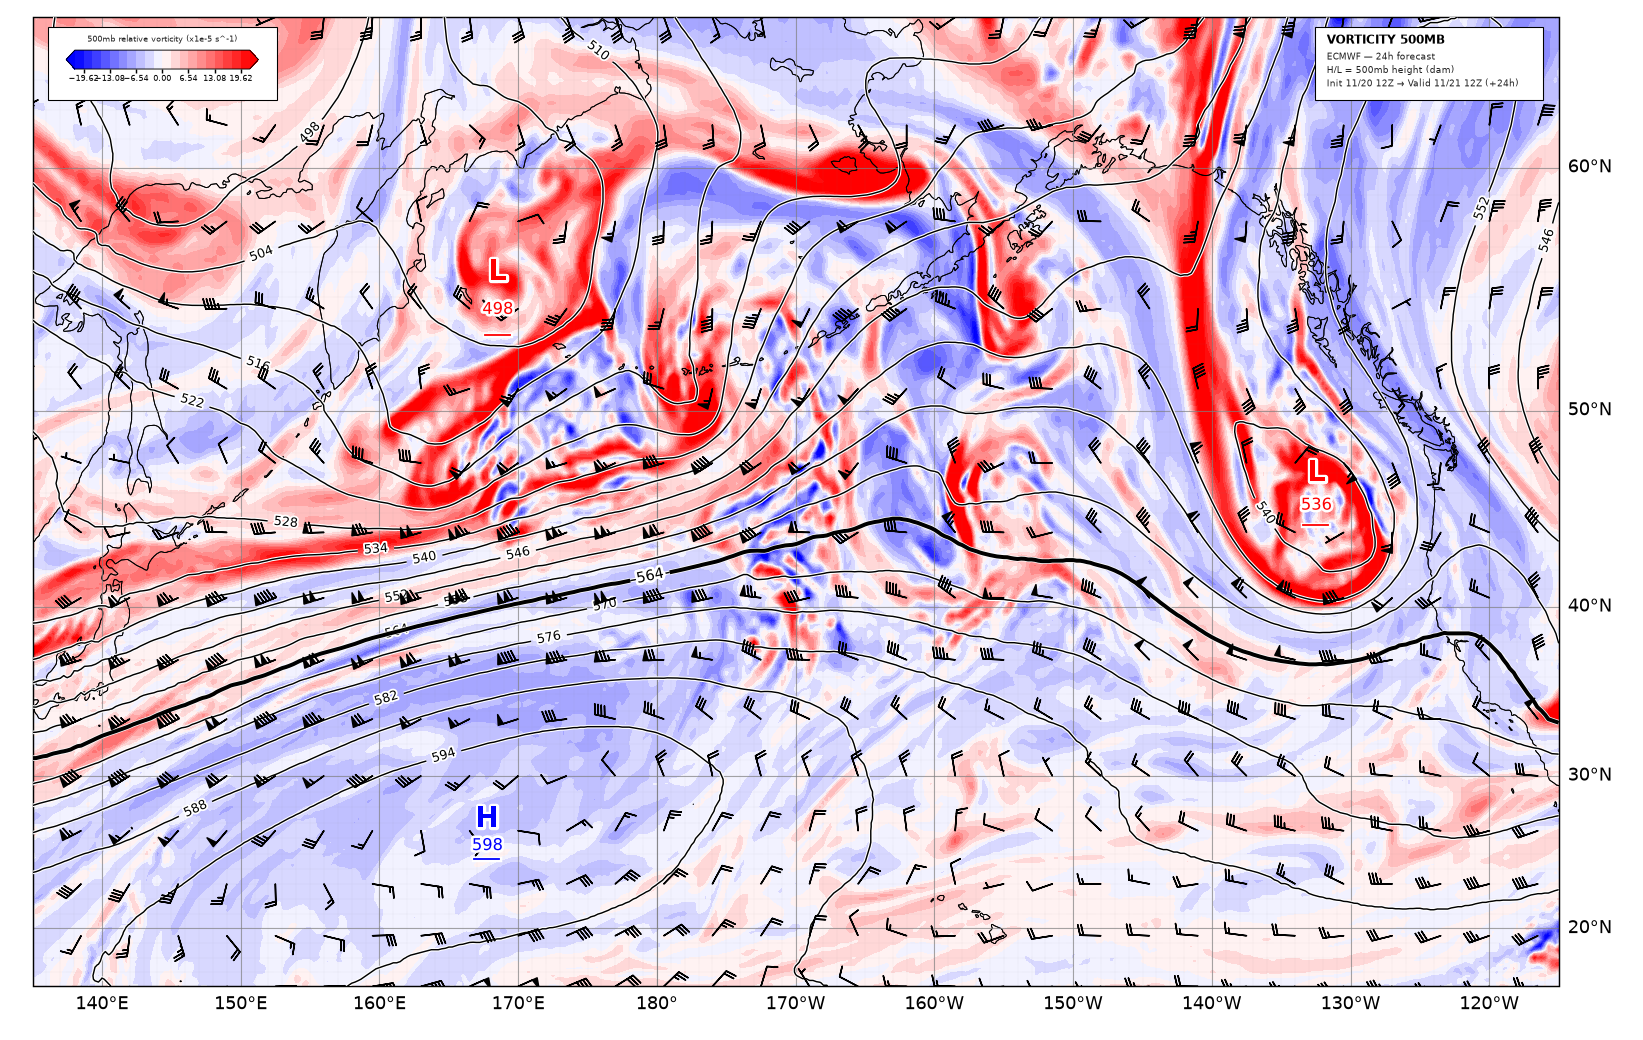 500mb relative vorticity (x1e-5 s^-1)
−19.62 −13.08 −6.54 0.00 6.54 13.08 19.62
VORTICITY 500MB
ECMWF — 24h forecast
H/L = 500mb height (dam)
Init 11/20 12Z → Valid 11/21 12Z (+24h)
510
498
60°N
552
546
504
L
498
516
522
50°N
L
536
540
528
534
540
546
564
40°N
570
564
576
582
594
30°N
588
H
598
20°N
140°E 150°E 160°E 170°E 180° 170°W 160°W 150°W 140°W 130°W 120°W